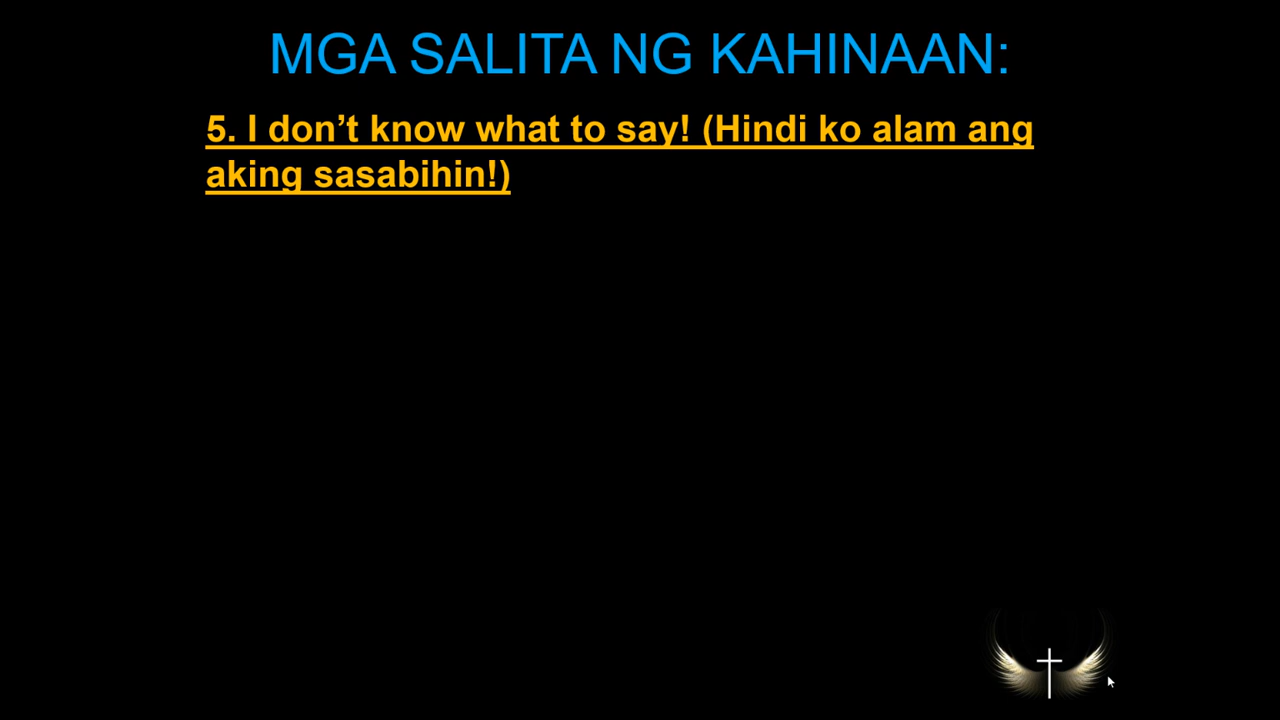 MGA SALITA NG KAHINAAN:
5. I don’t know what to say! (Hindi ko alam ang
aking sasabihin!)